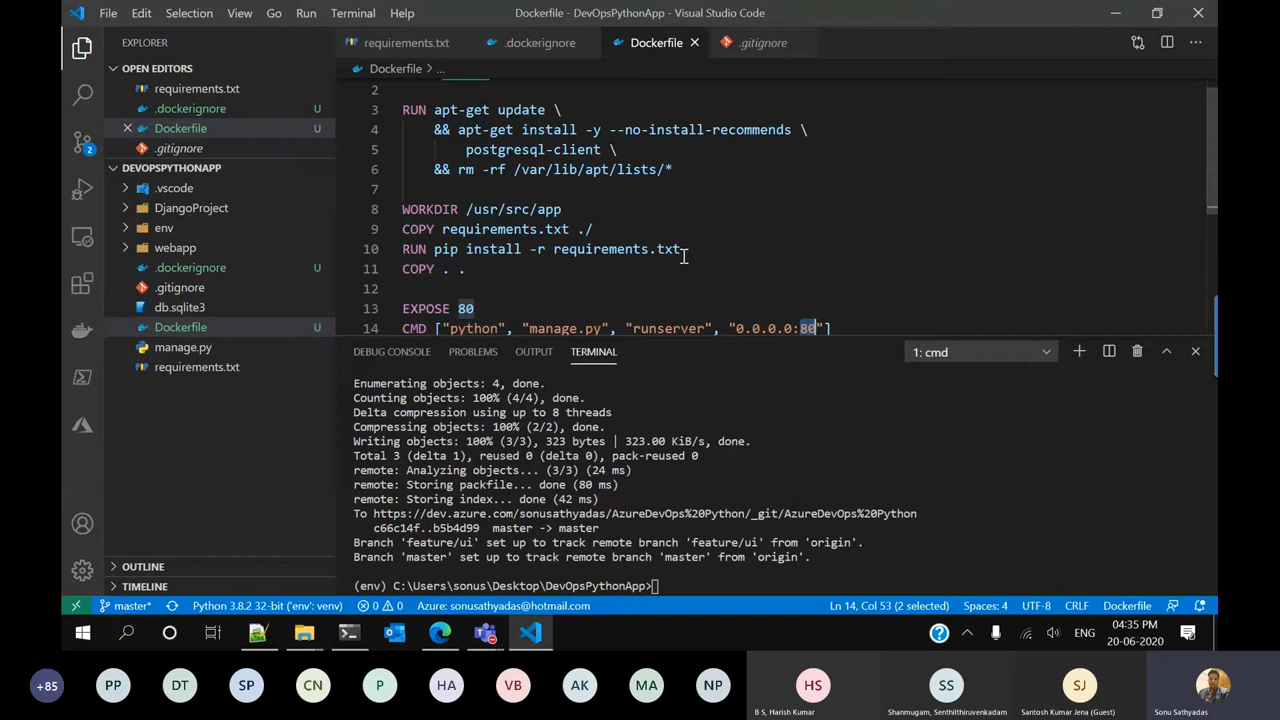 File Edit Selection View Go Run Terminal Help Dockerfile - DevOpsPythonApp - Visual Studio Code
EXPLORER
OPEN EDITORS
requirements.txt
.dockerignore U
Dockerfile U
.gitignore
DEVOPSPYTHONAPP
.vscode
DjangoProject
env
webapp
.dockerignore U
.gitignore
db.sqlite3
Dockerfile U
manage.py
requirements.txt
OUTLINE
TIMELINE
2
requirements.txt .dockerignore Dockerfile .gitignore
Dockerfile > ...
2
3 RUN apt-get update \
4 && apt-get install -y --no-install-recommends \
5 postgresql-client \
6 && rm -rf /var/lib/apt/lists/*
7
8 WORKDIR /usr/src/app
9 COPY requirements.txt ./
10 RUN pip install -r requirements.txt
11 COPY . .
12
13 EXPOSE 80
14 CMD ["python", "manage.py", "runserver", "0.0.0.0:80"]
DEBUG CONSOLE PROBLEMS OUTPUT TERMINAL 1: cmd
Enumerating objects: 4, done.
Counting objects: 100% (4/4), done.
Delta compression using up to 8 threads
Compressing objects: 100% (2/2), done.
Writing objects: 100% (3/3), 323 bytes | 323.00 KiB/s, done.
Total 3 (delta 1), reused 0 (delta 0), pack-reused 0
remote: Analyzing objects... (3/3) (24 ms)
remote: Storing packfile... done (80 ms)
remote: Storing index... done (42 ms)
To https://dev.azure.com/sonusathyadas/AzureDevOps%20Python/_git/AzureDevOps%20Python
c66c14f..b5b4d99 master -> master
Branch 'feature/ui' set up to track remote branch 'feature/ui' from 'origin'.
Branch 'master' set up to track remote branch 'master' from 'origin'.
(env) C:\Users\sonus\Desktop\DevOpsPythonApp>
master* Python 3.8.2 32-bit ('env': venv) 0 0 Azure: sonusathyadas@hotmail.com Ln 14, Col 53 (2 selected) Spaces: 4 UTF-8 CRLF Dockerfile
ENG 04:35 PM
20-06-2020
+85 PP DT SP CN P HA VB AK MA NP HS SS SJ
B S, Harish Kumar Shanmugam, Senthilthiruvenkadam Santosh Kumar Jena (Guest) Sonu Sathyadas